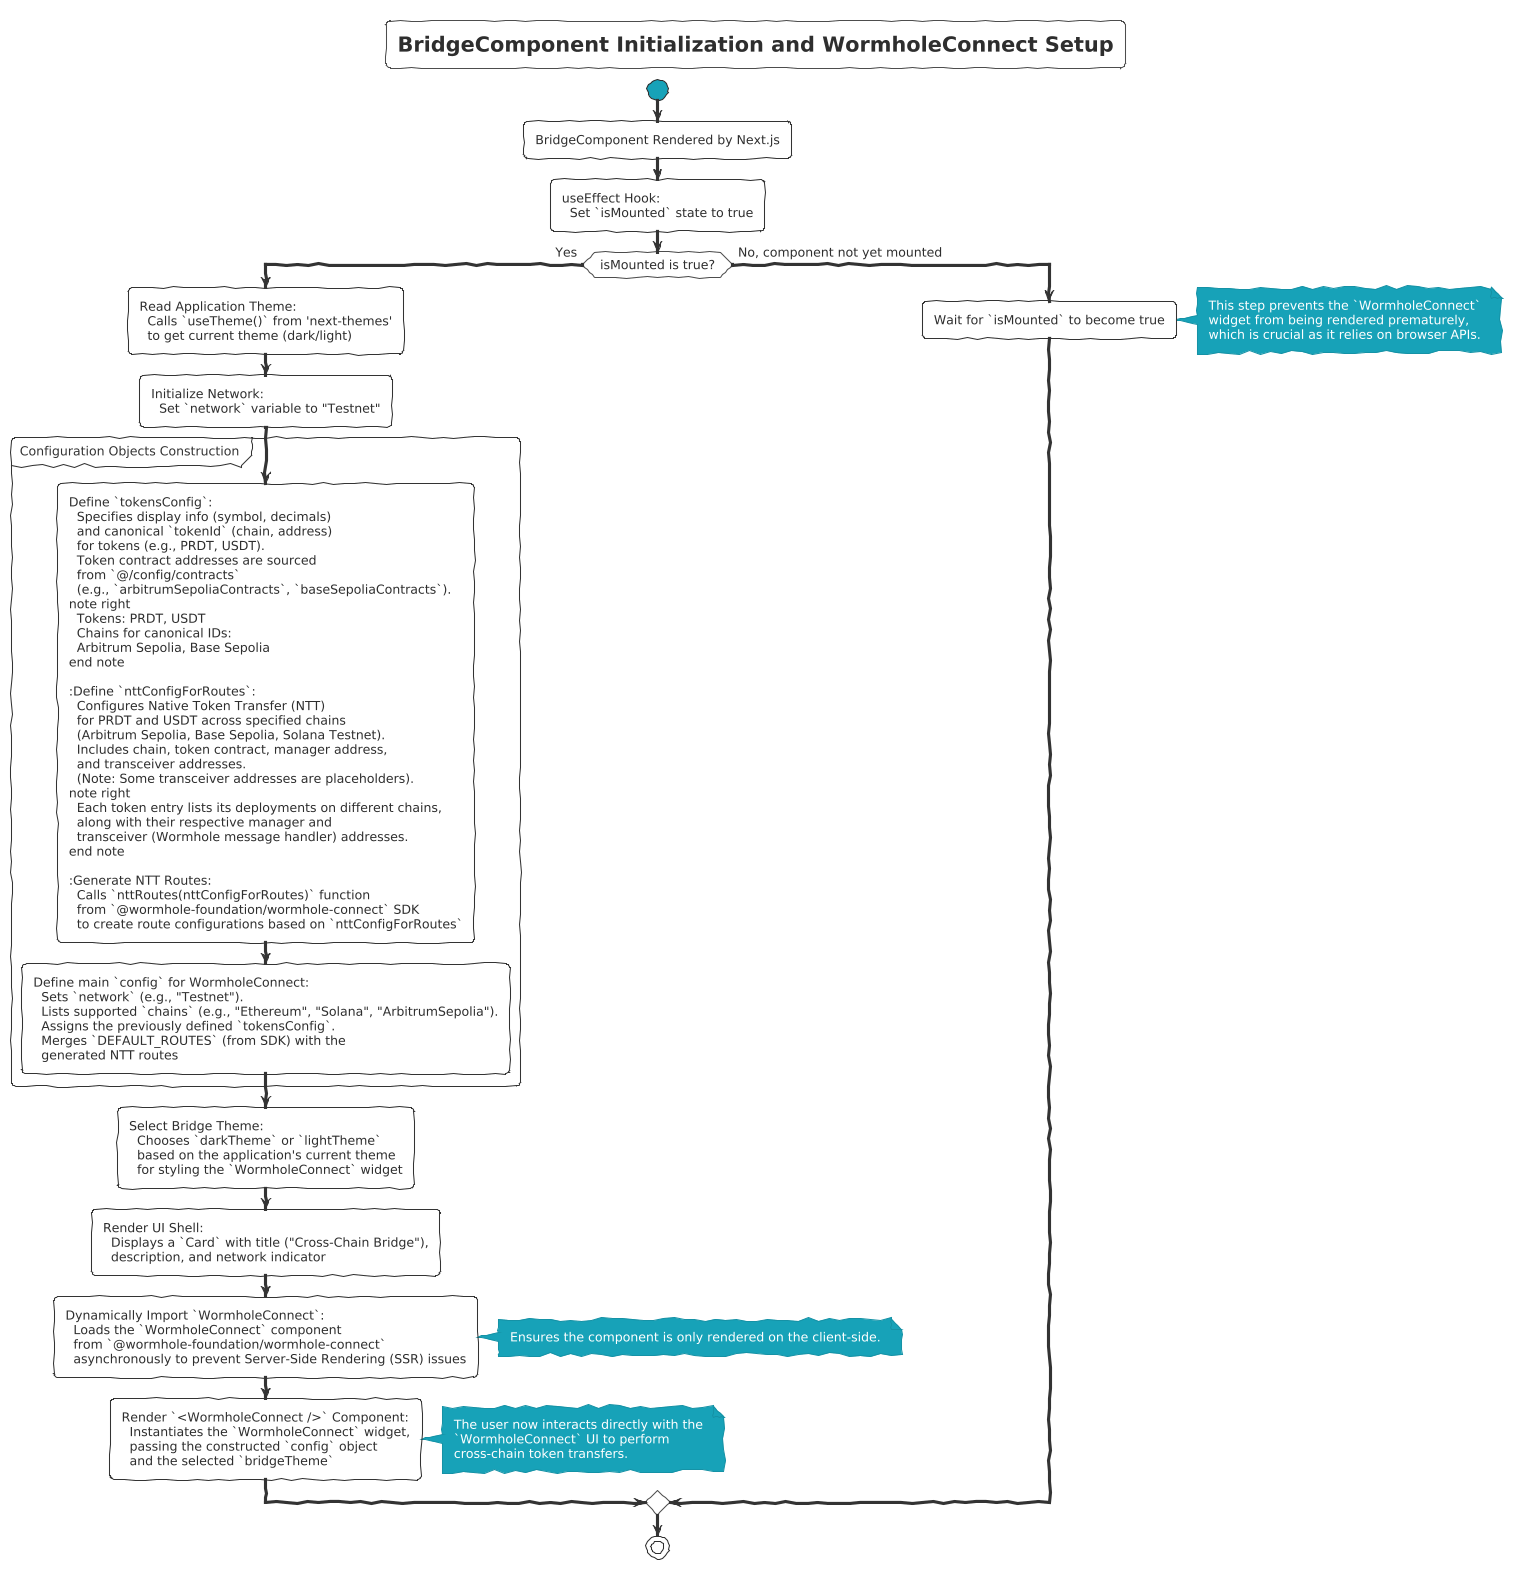 BridgeComponent Initialization and WormholeConnect Setup
BridgeComponent Rendered by Next.js
useEffect Hook:
Set `isMounted` state to true
isMounted is true?
Yes
No, component not yet mounted
Read Application Theme:
Calls `useTheme()` from 'next-themes'
to get current theme (dark/light)
Wait for `isMounted` to become true
This step prevents the `WormholeConnect`
widget from being rendered prematurely,
which is crucial as it relies on browser APIs.
Initialize Network:
Set `network` variable to "Testnet"
Configuration Objects Construction
Define `tokensConfig`:
Specifies display info (symbol, decimals)
and canonical `tokenId` (chain, address)
for tokens (e.g., PRDT, USDT).
Token contract addresses are sourced
from `@/config/contracts`
(e.g., `arbitrumSepoliaContracts`, `baseSepoliaContracts`).
note right
Tokens: PRDT, USDT
Chains for canonical IDs:
Arbitrum Sepolia, Base Sepolia
end note
:Define `nttConfigForRoutes`:
Configures Native Token Transfer (NTT)
for PRDT and USDT across specified chains
(Arbitrum Sepolia, Base Sepolia, Solana Testnet).
Includes chain, token contract, manager address,
and transceiver addresses.
(Note: Some transceiver addresses are placeholders).
note right
Each token entry lists its deployments on different chains,
along with their respective manager and
transceiver (Wormhole message handler) addresses.
end note
:Generate NTT Routes:
Calls `nttRoutes(nttConfigForRoutes)` function
from `@wormhole-foundation/wormhole-connect` SDK
to create route configurations based on `nttConfigForRoutes`
Define main `config` for WormholeConnect:
Sets `network` (e.g., "Testnet").
Lists supported `chains` (e.g., "Ethereum", "Solana", "ArbitrumSepolia").
Assigns the previously defined `tokensConfig`.
Merges `DEFAULT_ROUTES` (from SDK) with the
generated NTT routes
Select Bridge Theme:
Chooses `darkTheme` or `lightTheme`
based on the application's current theme
for styling the `WormholeConnect` widget
Render UI Shell:
Displays a `Card` with title ("Cross-Chain Bridge"),
description, and network indicator
Dynamically Import `WormholeConnect`:
Loads the `WormholeConnect` component
from `@wormhole-foundation/wormhole-connect`
asynchronously to prevent Server-Side Rendering (SSR) issues
Ensures the component is only rendered on the client-side.
Render `<WormholeConnect />` Component:
Instantiates the `WormholeConnect` widget,
passing the constructed `config` object
and the selected `bridgeTheme`
The user now interacts directly with the
`WormholeConnect` UI to perform
cross-chain token transfers.